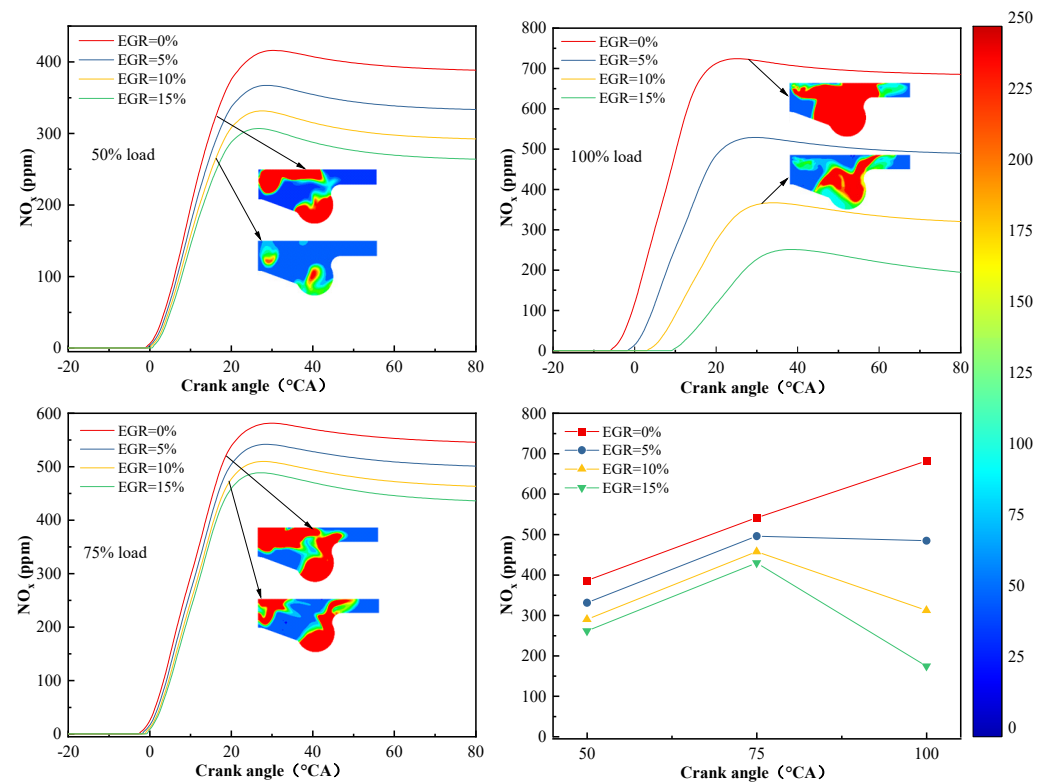 EGR=0%
EGR=5%
EGR=10%
EGR=15%
50% load
NOx (ppm)
400
300
200
100
0
-20 0 20 40 60 80
Crank angle（°CA）
EGR=0%
EGR=5%
EGR=10%
EGR=15%
100% load
NOx (ppm)
800
700
600
500
400
300
200
100
0
-20 0 20 40 60 80
Crank angle（°CA）
EGR=0%
EGR=5%
EGR=10%
EGR=15%
75% load
NOx (ppm)
600
500
400
300
200
100
0
-20 0 20 40 60 80
Crank angle（°CA）
EGR=0%
EGR=5%
EGR=10%
EGR=15%
NOx (ppm)
800
700
600
500
400
300
200
100
0
50 75 100
Crank angle（°CA）
250
225
200
175
150
125
100
75
50
25
0